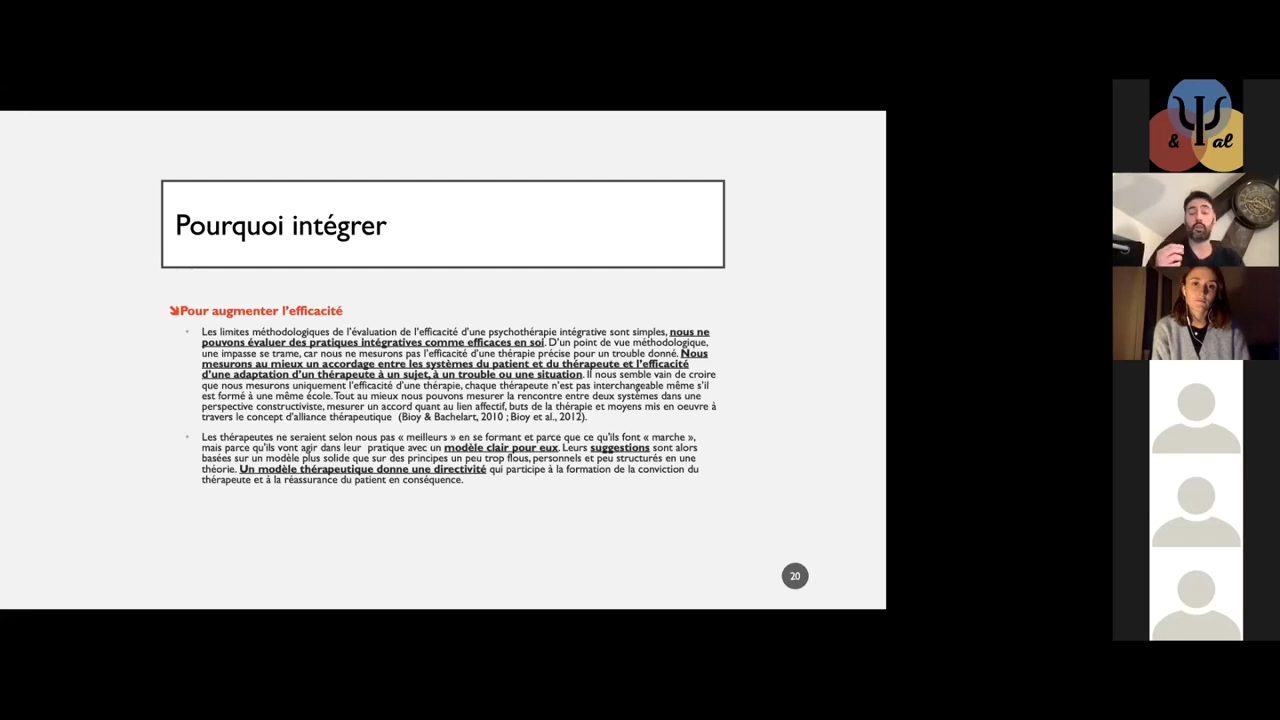 Pourquoi intégrer
Pour augmenter l'efficacité
Les limites méthodologiques de l'évaluation de l'efficacité d'une psychothérapie intégrative sont simples, nous ne
pouvons évaluer des pratiques intégratives comme efficaces en soi. D'un point de vue méthodologique,
une impasse se trame, car nous ne mesurons pas l'efficacité d'une thérapie précise pour un trouble donné. Nous
mesurons au mieux un accordage entre les systèmes du patient et du thérapeute et l'efficacité
d'une adaptation d'un thérapeute à un sujet, à un trouble ou une situation. Il nous semble vain de croire
que nous mesurons uniquement l'efficacité d'une thérapie, chaque thérapeute n'est pas interchangeable même s'il
est formé à une même école. Tout au mieux nous pouvons mesurer la rencontre entre deux systèmes dans une
perspective constructiviste, mesurer un accord quant au lien affectif, buts de la thérapie et moyens mis en oeuvre à
travers le concept d'alliance thérapeutique (Bioy & Bachelart, 2010 ; Bioy et al., 2012).
Les thérapeutes ne seraient selon nous pas « meilleurs » en se formant et parce que ce qu'ils font « marche »,
mais parce qu'ils vont agir dans leur pratique avec un modèle clair pour eux. Leurs suggestions sont alors
basées sur un modèle plus solide que sur des principes un peu trop flous, personnels et peu structurés en une
théorie. Un modèle thérapeutique donne une directivité qui participe à la formation de la conviction du
thérapeute et à la réassurance du patient en conséquence.
20
Ψ
& al